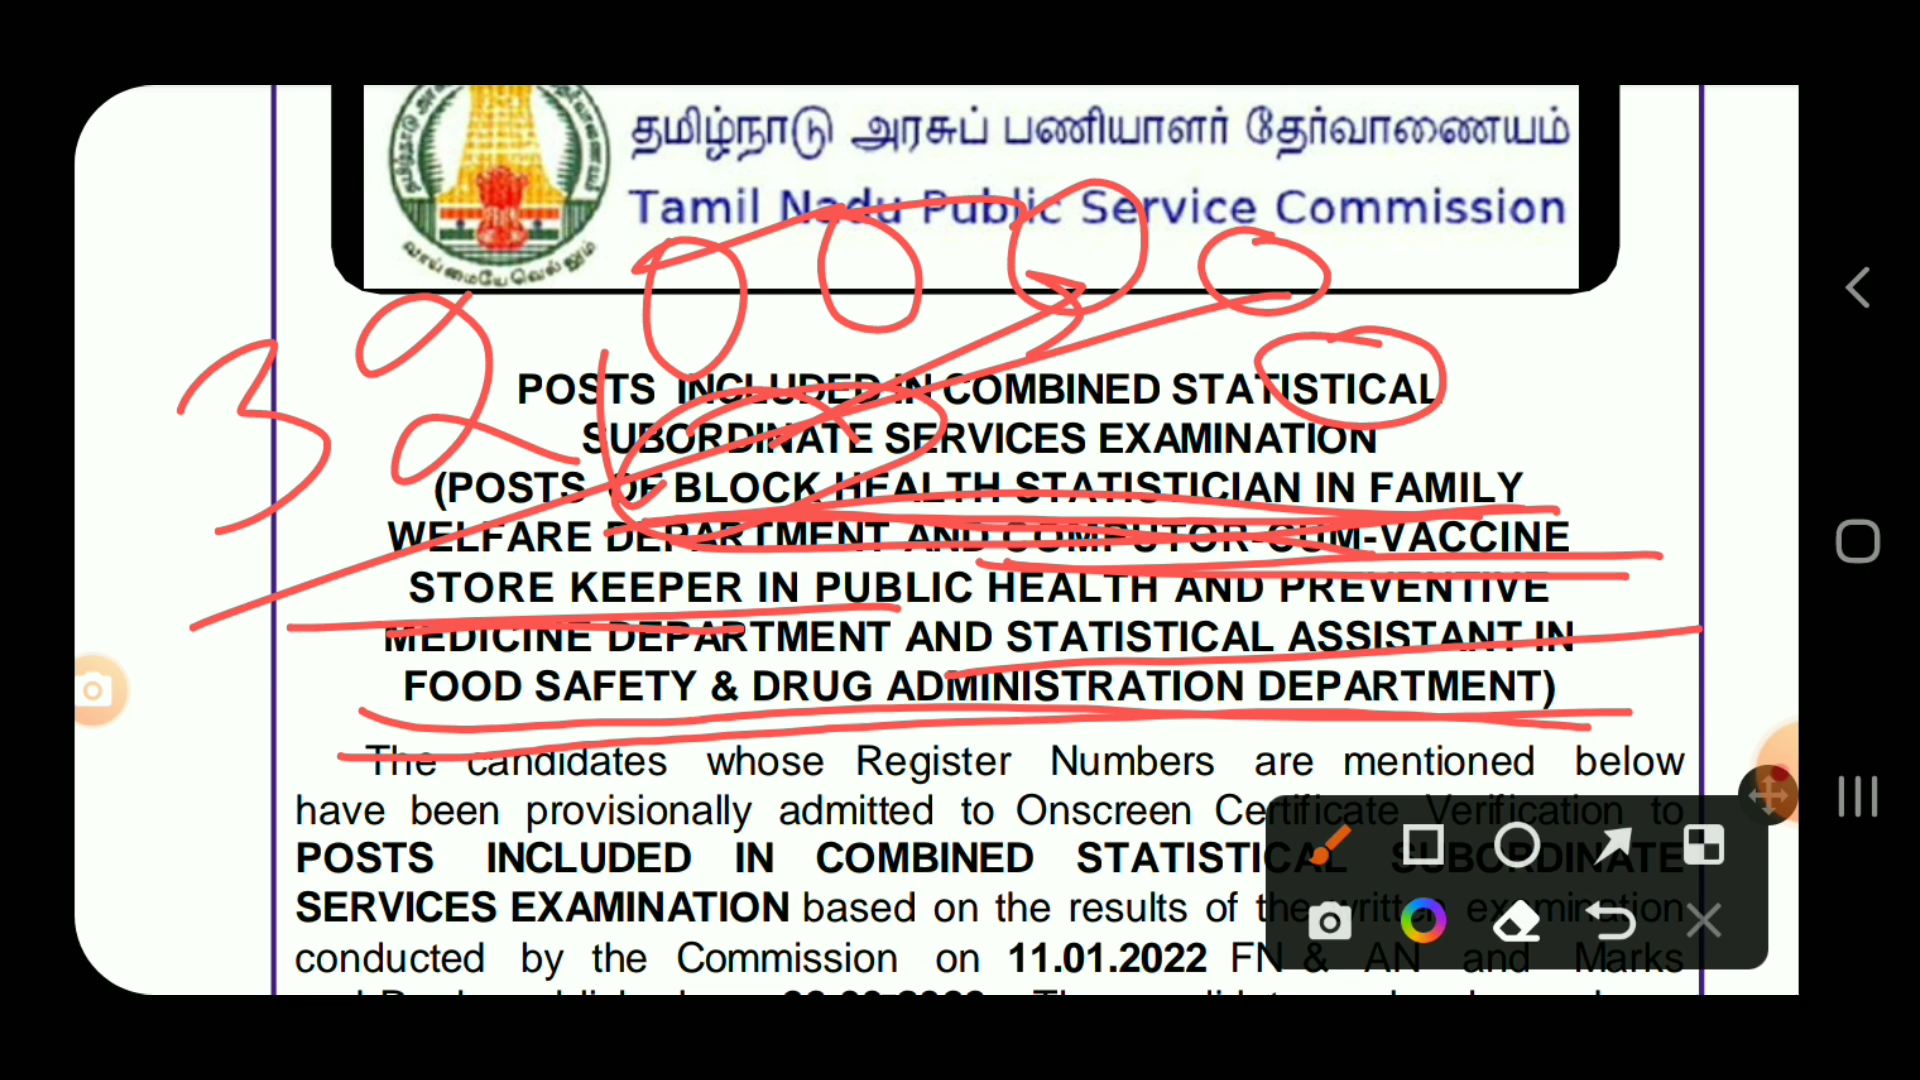 தமிழ்நாடு அரசுப் பணியாளர் தேர்வாணையம்
Tamil Nadu Public Service Commission
வாய்மையே வெல்லும்
32
POSTS INCLUDED IN COMBINED STATISTICAL
SUBORDINATE SERVICES EXAMINATION
(POSTS OF BLOCK HEALTH STATISTICIAN IN FAMILY
WELFARE DEPARTMENT AND COMPUTOR-CUM-VACCINE
STORE KEEPER IN PUBLIC HEALTH AND PREVENTIVE
MEDICINE DEPARTMENT AND STATISTICAL ASSISTANT IN
FOOD SAFETY & DRUG ADMINISTRATION DEPARTMENT)
The candidates whose Register Numbers are mentioned below
have been provisionally admitted to Onscreen Certificate Verification to
POSTS INCLUDED IN COMBINED STATISTICAL SUBORDINATE
SERVICES EXAMINATION based on the results of the written examination
conducted by the Commission on 11.01.2022 FN & AN and Marks